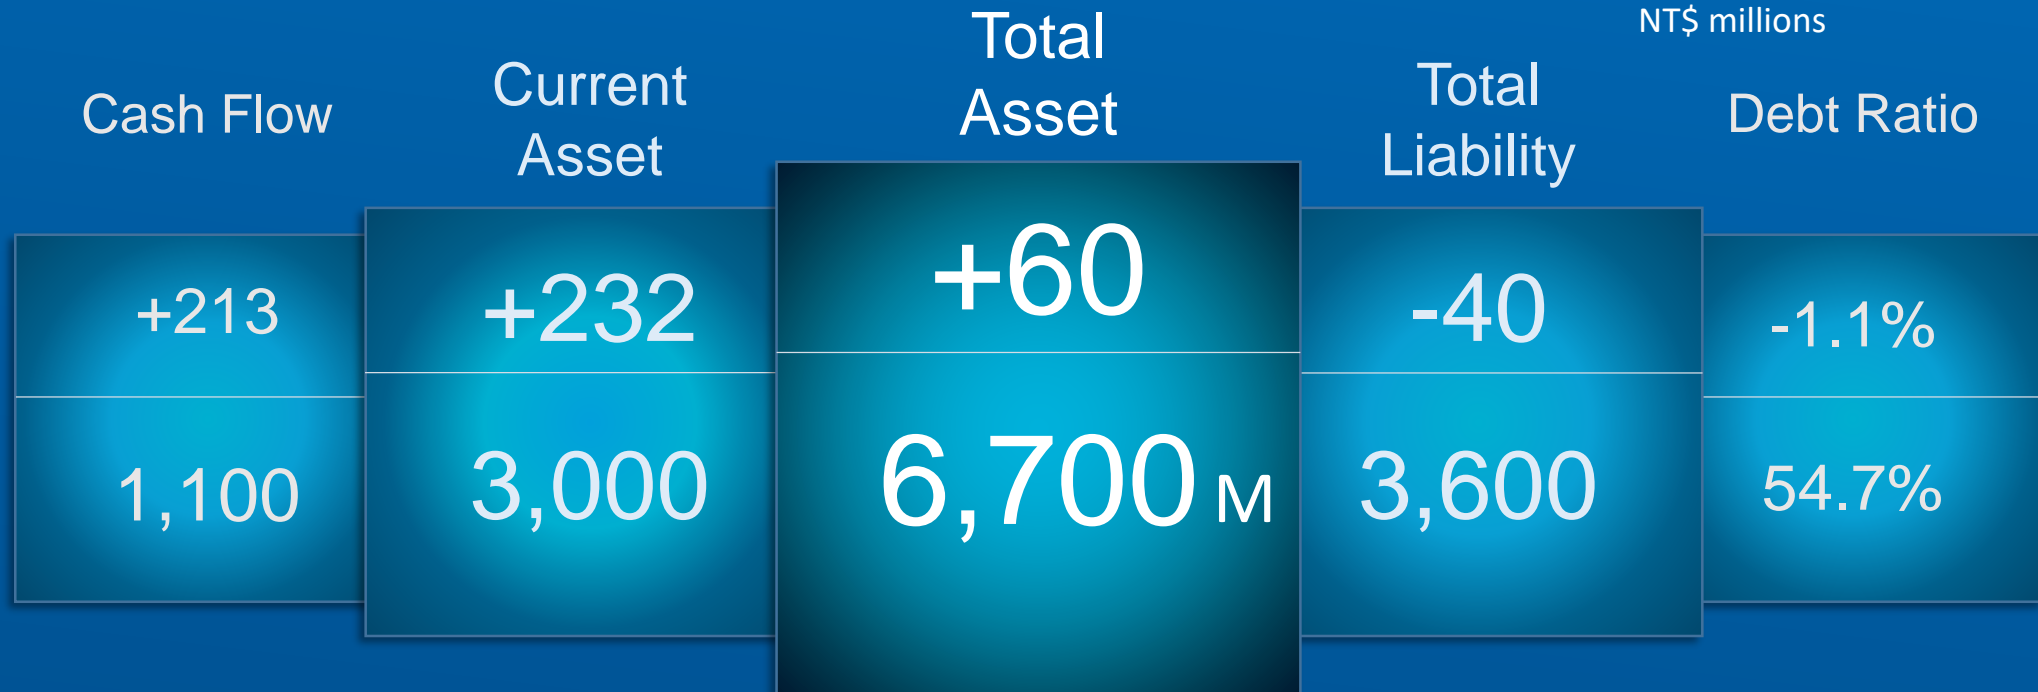 NT$ millions
Cash Flow
Current
Asset
Total
Asset
Total
Liability
Debt Ratio
+213
+232
+60
-40
-1.1%
1,100
3,000
6,700 M
3,600
54.7%